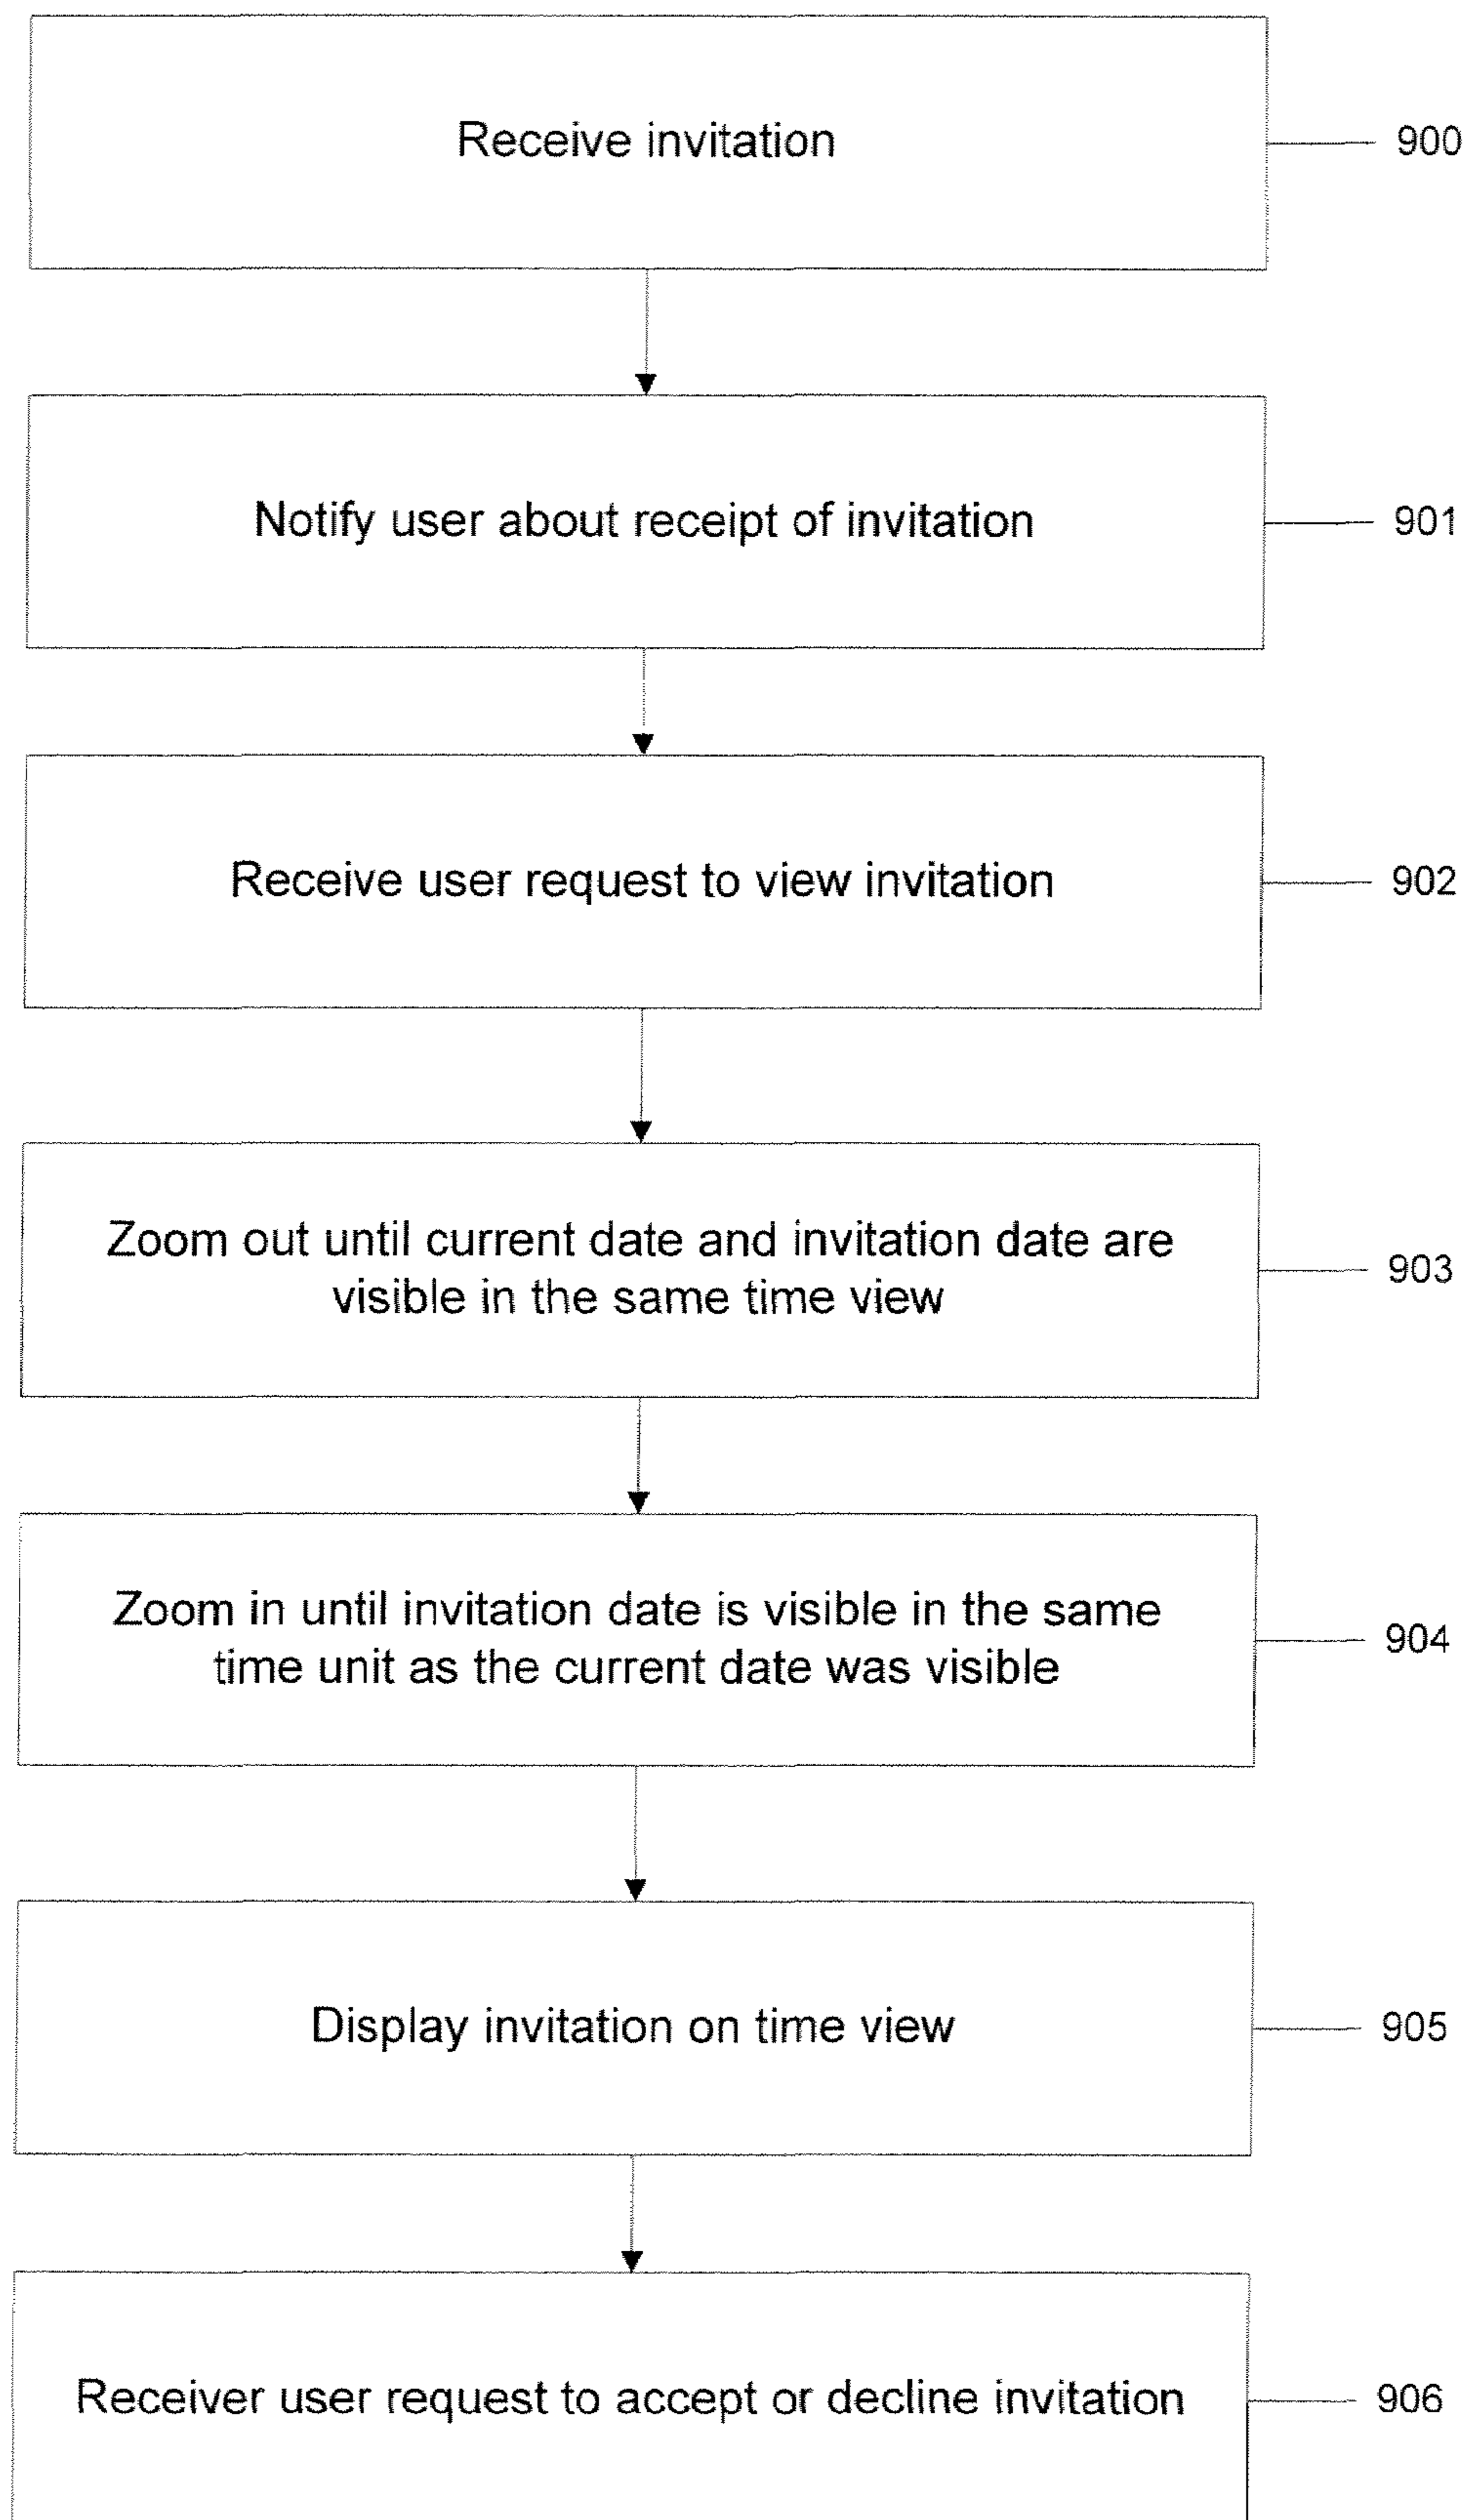 Receive invitation
900
Notify user about receipt of invitation
901
Receive user request to view invitation
902
Zoom out until current date and invitation date are
visible in the same time view
903
Zoom in until invitation date is visible in the same
time unit as the current date was visible
904
Display invitation on time view
905
Receiver user request to accept or decline invitation
906